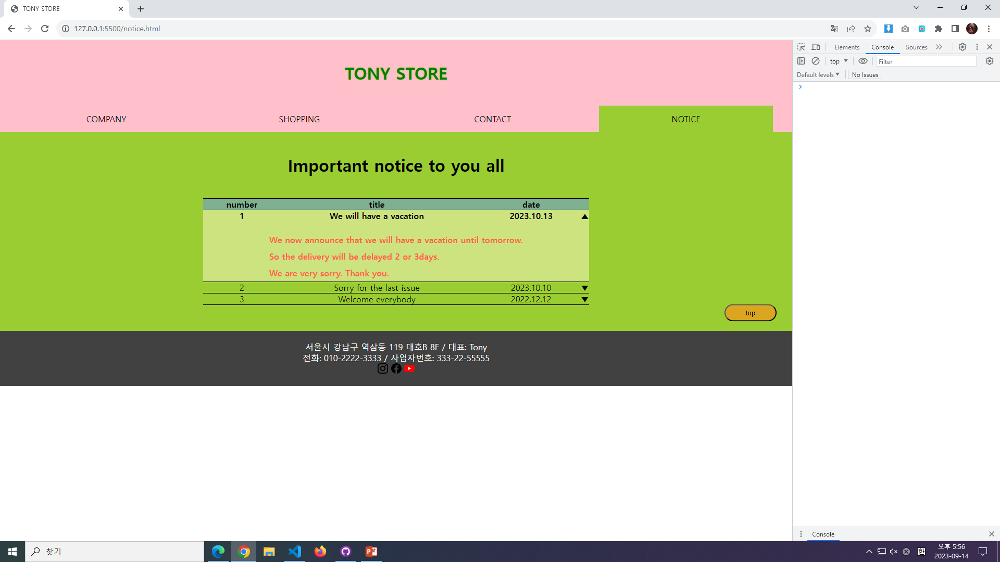 TONY STORE
127.0.0.1:5500/notice.html
TONY STORE
COMPANY SHOPPING CONTACT NOTICE
Important notice to you all
number title date
1 We will have a vacation 2023.10.13 ▲
We now announce that we will have a vacation until tomorrow.
So the delivery will be delayed 2 or 3days.
We are very sorry. Thank you.
2 Sorry for the last issue 2023.10.10 ▼
3 Welcome everybody 2022.12.12 ▼
top
서울시 강남구 역삼동 119 대호B 8F / 대표: Tony
전화: 010-2222-3333 / 사업자번호: 333-22-55555
Elements Console Sources
top Filter
Default levels No Issues
Console
찾기
한
오후 5:56
2023-09-14